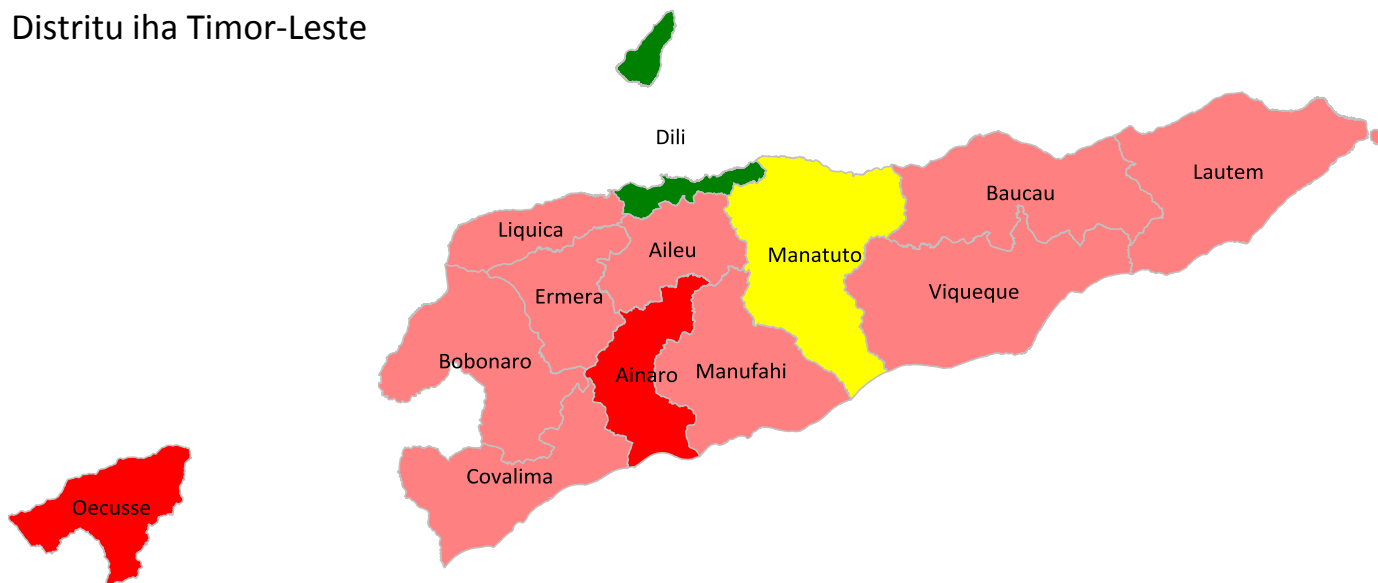 Distritu iha Timor-Leste
Dili
Lautem
Baucau
Liquica
Aileu
Manatuto
Viqueque
Ermera
Bobonaro
Ainaro
Manufahi
Covalima
Oecusse